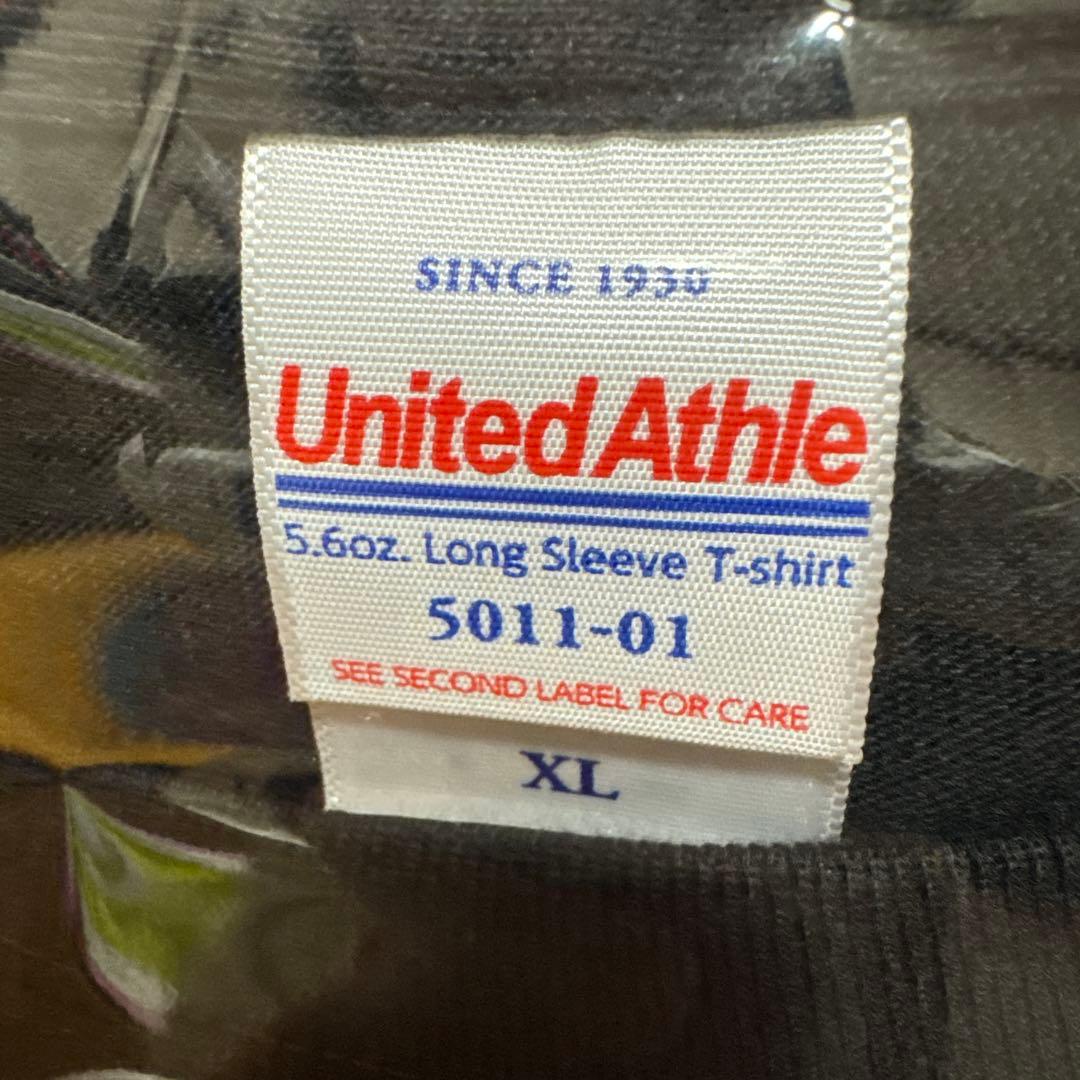 SINCE 1930
United Athle
5.6oz. Long Sleeve T-shirt
5011-01
SEE SECOND LABEL FOR CARE
XL